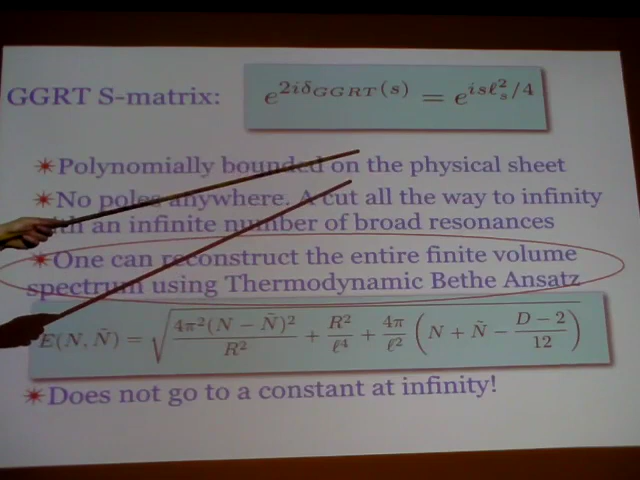 GGRT S-matrix:
e^{2iδ_{GGRT}(s)} = e^{isℓ_s^2/4}
✶Polynomially bounded on the physical sheet
✶No poles anywhere. A cut all the way to infinity
with an infinite number of broad resonances
✶One can reconstruct the entire finite volume
spectrum using Thermodynamic Bethe Ansatz
E(N, Ñ) = √(4π²(N − Ñ)²/R² + R²/ℓ⁴ + 4π/ℓ² (N + Ñ − (D − 2)/12))
✶Does not go to a constant at infinity!